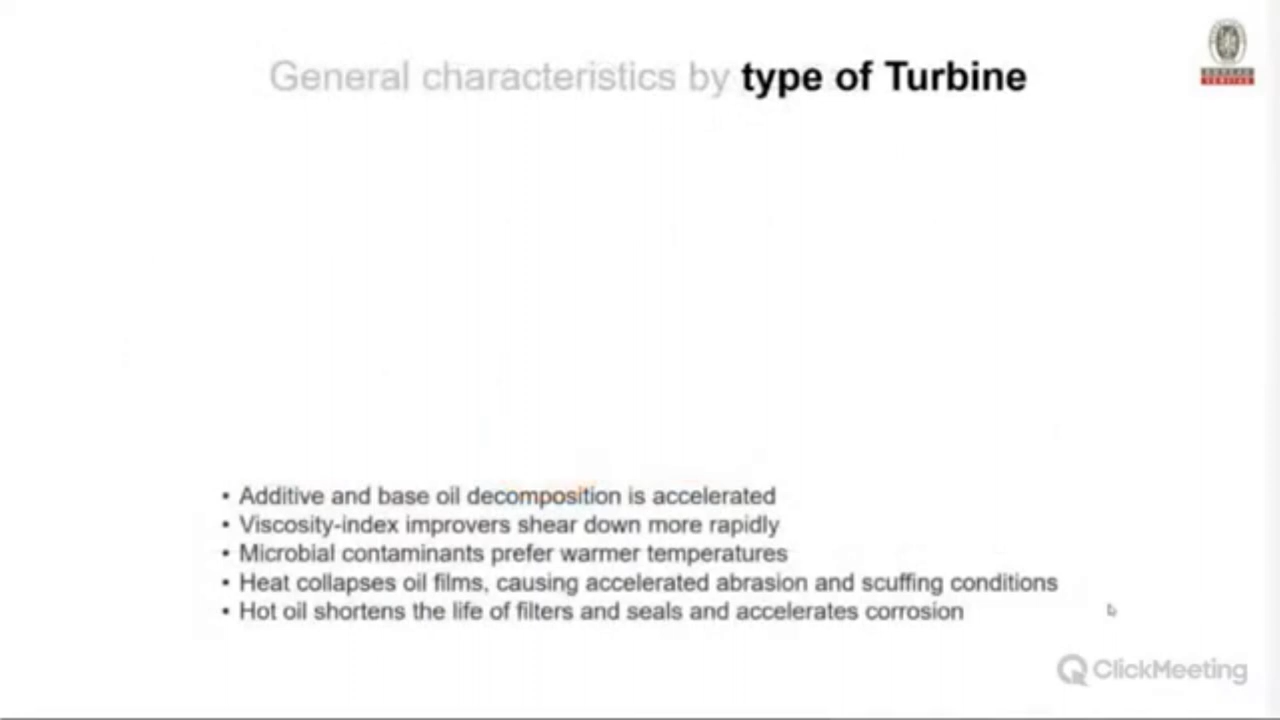 General characteristics by type of Turbine
BUREAU
VERITAS
• Additive and base oil decomposition is accelerated
• Viscosity-index improvers shear down more rapidly
• Microbial contaminants prefer warmer temperatures
• Heat collapses oil films, causing accelerated abrasion and scuffing conditions
• Hot oil shortens the life of filters and seals and accelerates corrosion
ClickMeeting